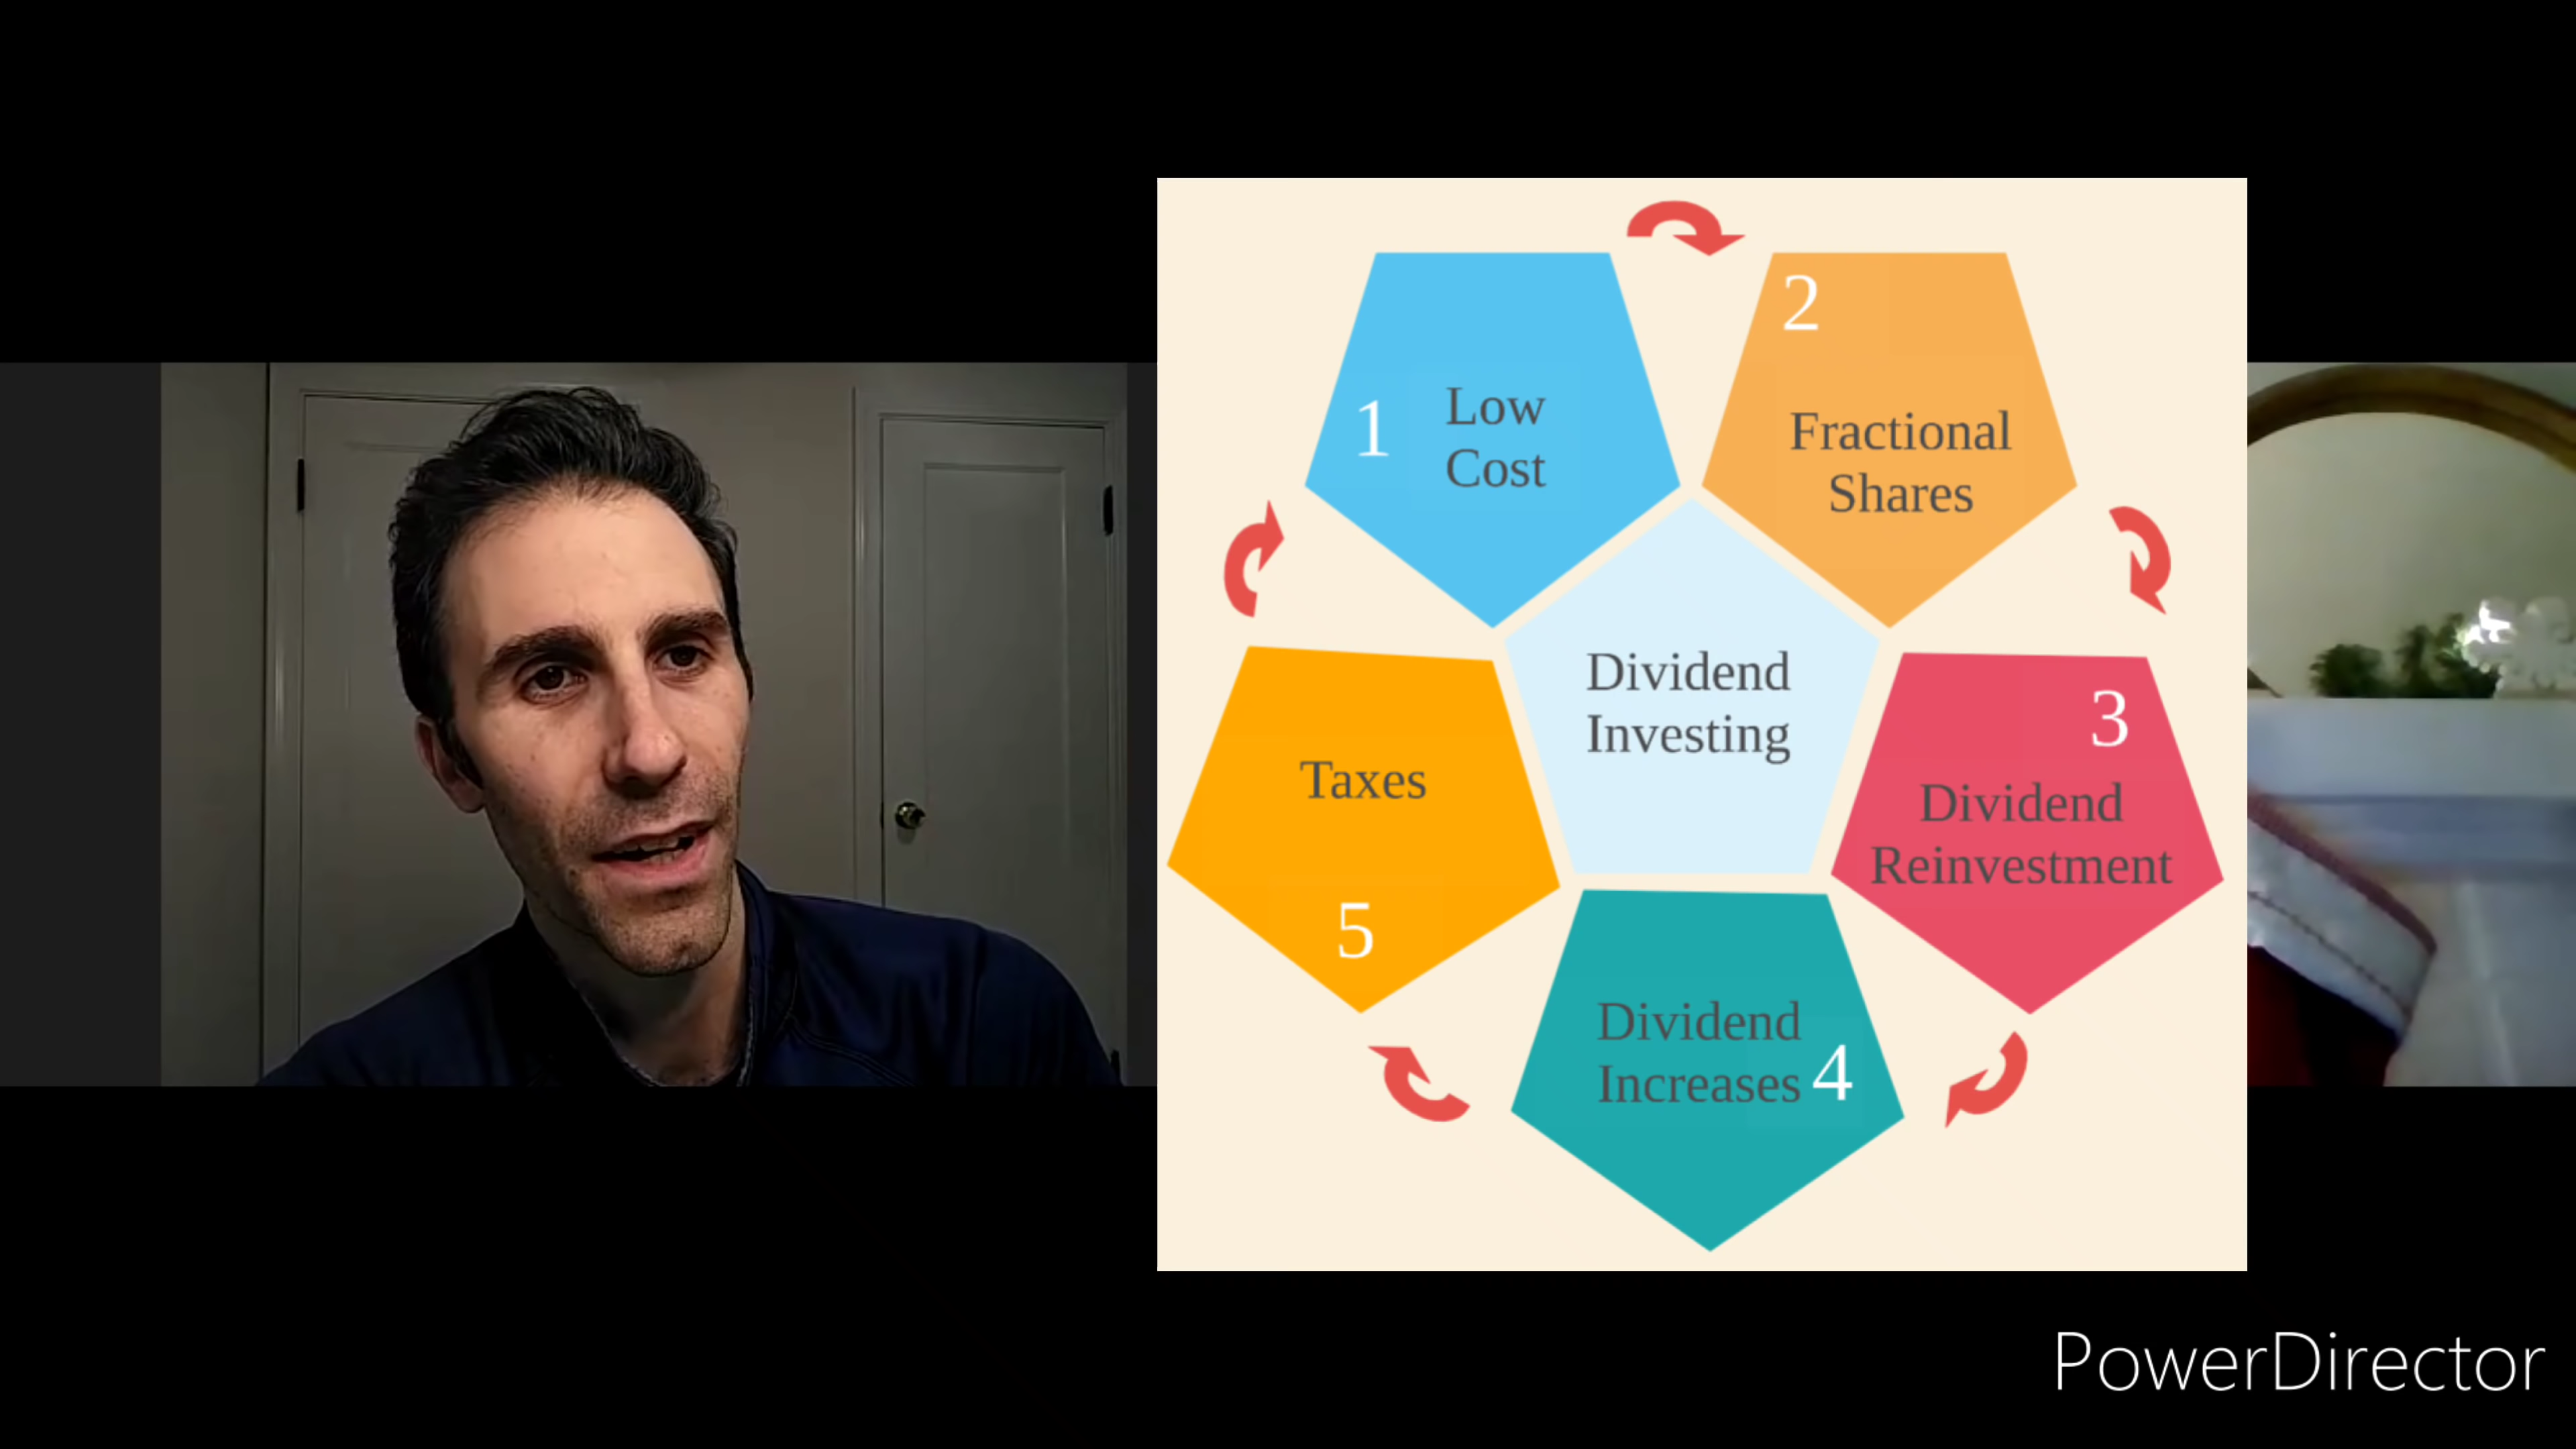 1
Low
Cost
2
Fractional
Shares
3
Dividend
Reinvestment
Dividend
Increases
4
Taxes
5
Dividend
Investing
PowerDirector